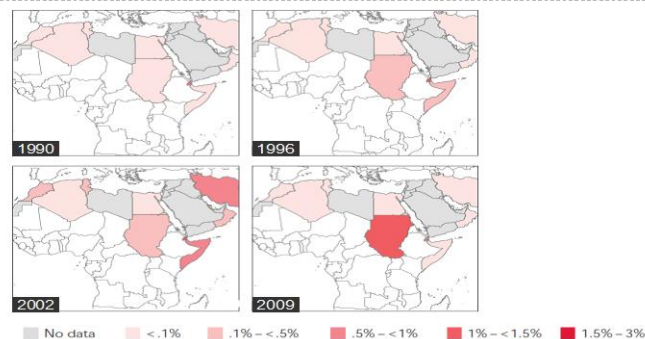 1990
1996
2002
2009
No data
<.1%
.1% – <.5%
.5% – <1%
1% – <1.5%
1.5% – 3%